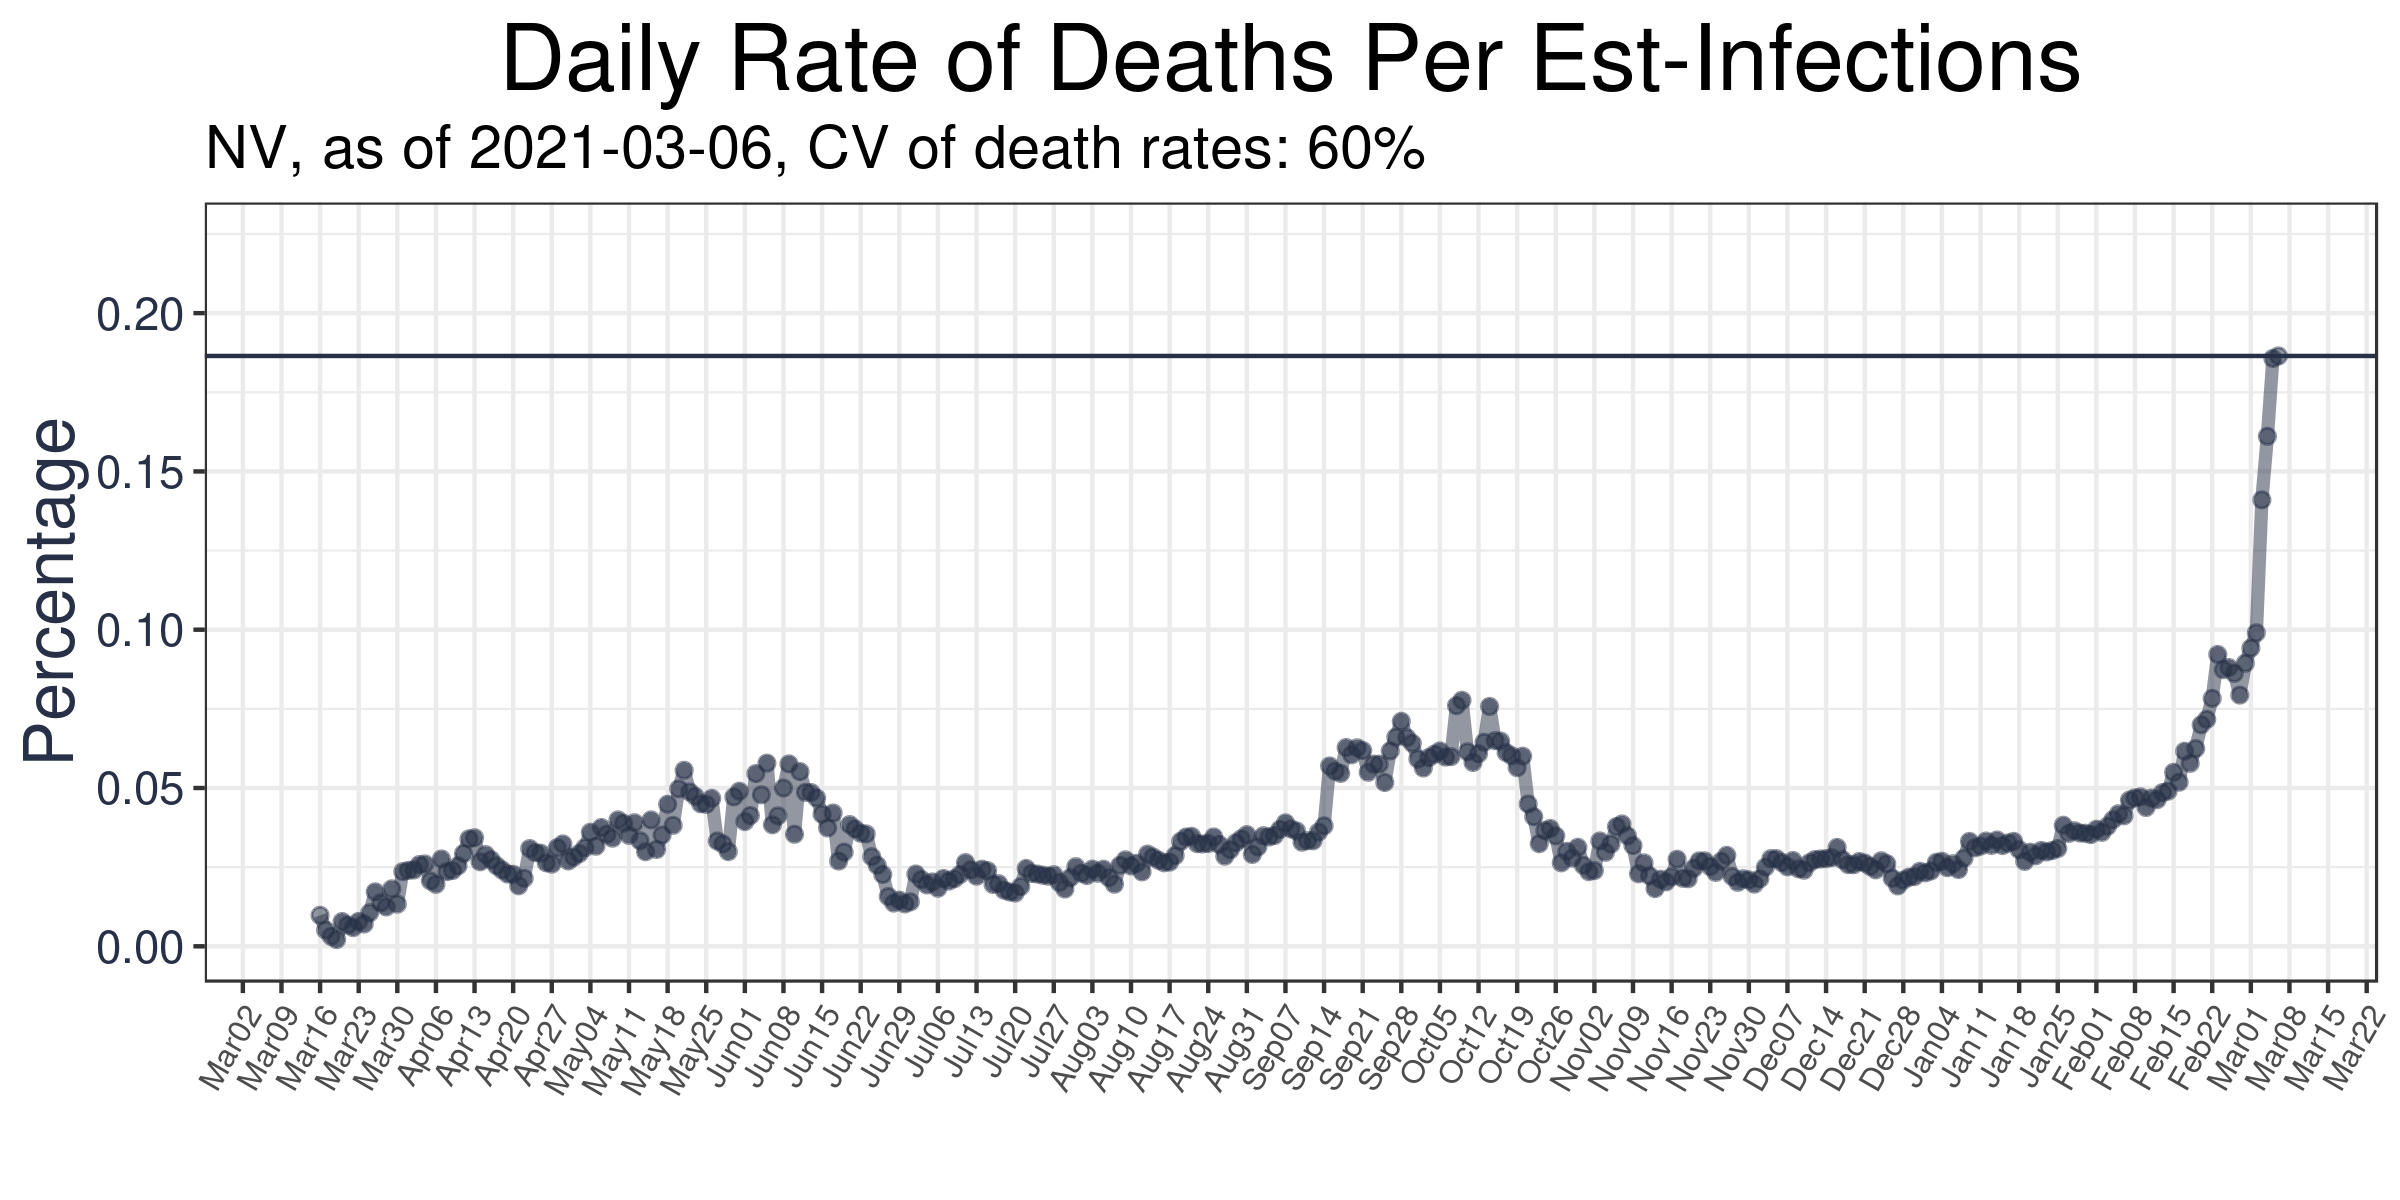 Daily Rate of Deaths Per Est-Infections
NV, as of 2021-03-06, CV of death rates: 60%
Percentage
0.20
0.15
0.10
0.05
0.00
Mar02 Mar09 Mar16 Mar23 Mar30 Apr06 Apr13 Apr20 Apr27 May04 May11 May18 May25 Jun01 Jun08 Jun15 Jun22 Jun29 Jul06 Jul13 Jul20 Jul27 Aug03 Aug10 Aug17 Aug24 Aug31 Sep07 Sep14 Sep21 Sep28 Oct05 Oct12 Oct19 Oct26 Nov02 Nov09 Nov16 Nov23 Nov30 Dec07 Dec14 Dec21 Dec28 Jan04 Jan11 Jan18 Jan25 Feb01 Feb08 Feb15 Feb22 Mar01 Mar08 Mar15 Mar22